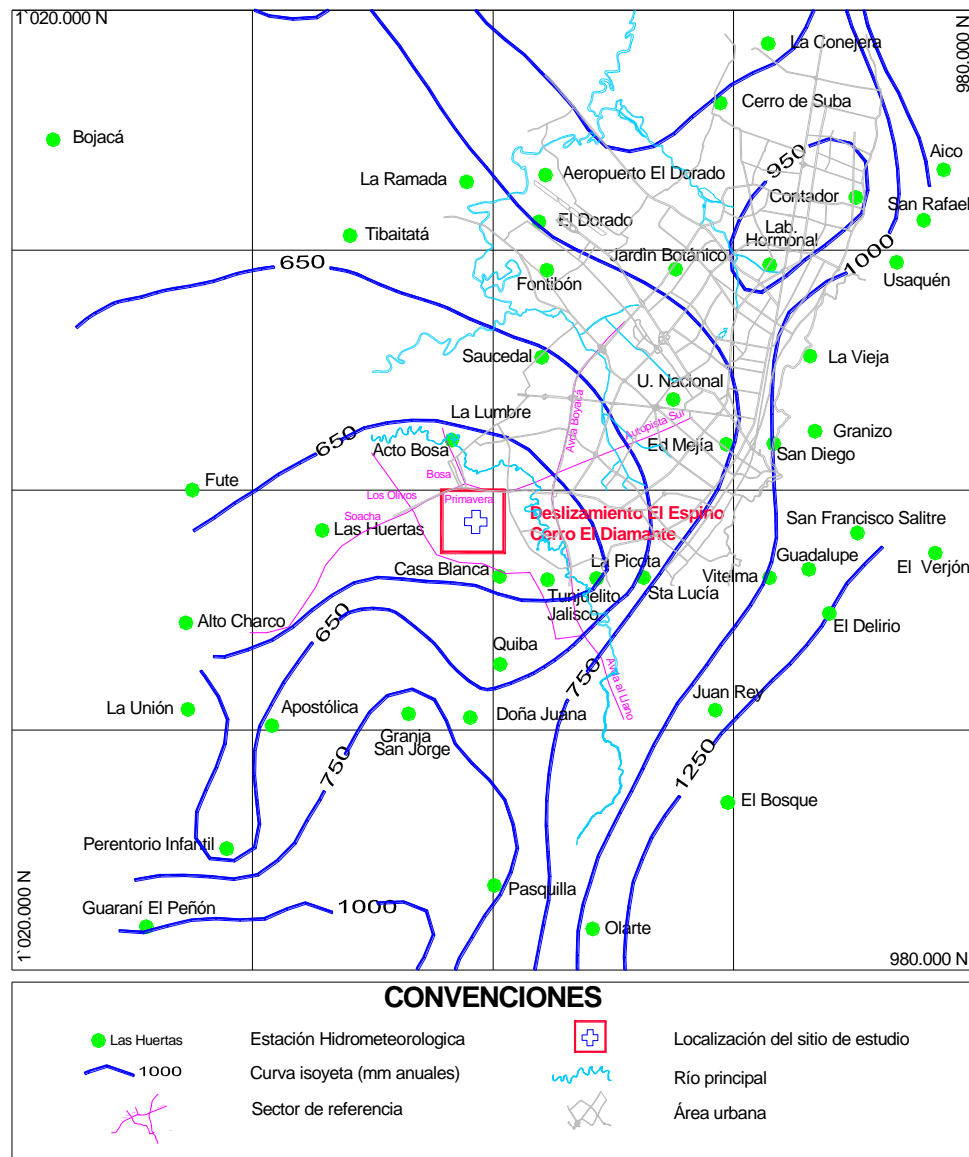 1`020.000 N
980.000 N
La Conejera
Cerro de Suba
Bojacá
950
Aico
La Ramada
Aeropuerto El Dorado
Contador
San Rafael
El Dorado
Lab.
Hormonal
Tibaitatá
1000
650
Jardìn Botánico
Fontibón
Usaquén
Saucedal
La Vieja
U. Nacional
Avda Boyacá
La Lumbre
Autopista Sur
650
Acto Bosa
Ed Mejía
Granizo
San Diego
Bosa
Fute
Los Olivos
Primavera
Soacha
Deslizamiento El Espino
Cerro El Diamante
San Francisco Salitre
Las Huertas
Guadalupe
El Verjón
Casa Blanca
La Picota
Vitelma
Tunjuelito
Sta Lucía
Jalisco
Alto Charco
650
El Delirio
Quiba
Avda al Llano
750
Juan Rey
La Unión
Apostólica
Doña Juana
Granja
San Jorge
750
1250
El Bosque
Perentorio Infantil
Pasquilla
Guaraní El Peñón
1000
Olarte
1`020.000 N
980.000 N
CONVENCIONES
Las Huertas
Estación Hidrometeorologica
Localización del sitio de estudio
1000
Curva isoyeta (mm anuales)
Río principal
Sector de referencia
Área urbana